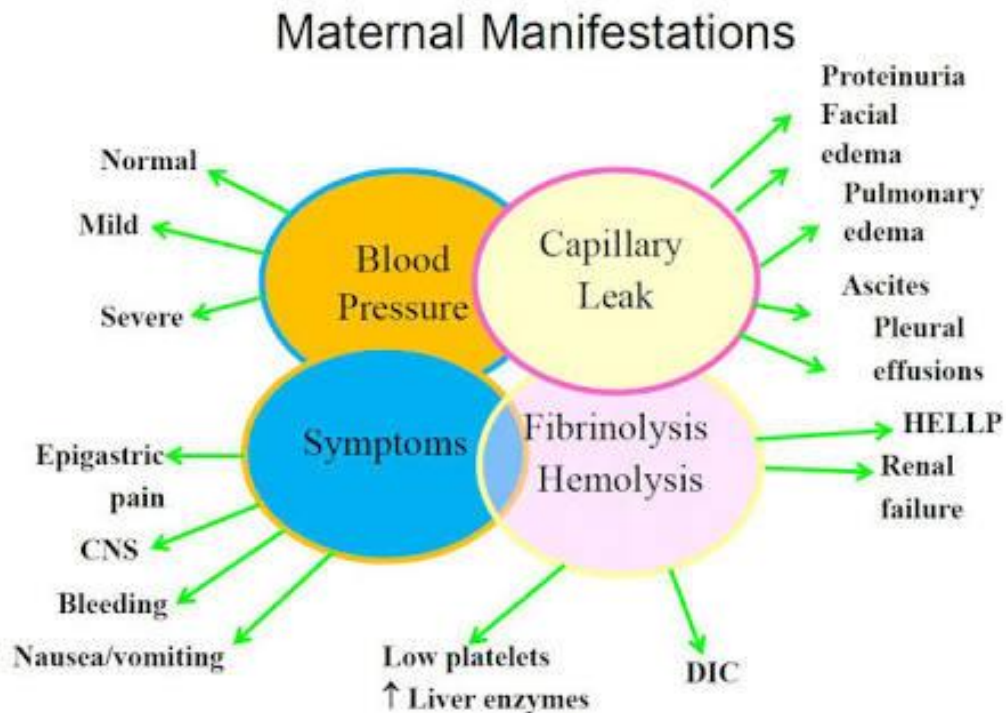 Maternal Manifestations
Normal
Mild
Severe
Blood
Pressure
Capillary
Leak
Proteinuria
Facial
edema
Pulmonary
edema
Ascites
Pleural
effusions
Symptoms
Epigastric
pain
CNS
Bleeding
Nausea/vomiting
Fibrinolysis
Hemolysis
HELLP
Renal
failure
Low platelets
↑ Liver enzymes
DIC